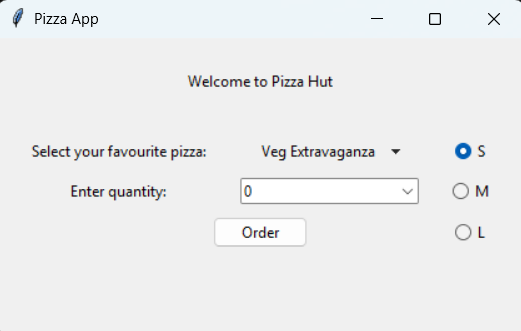 Pizza App
Welcome to Pizza Hut
Select your favourite pizza: Veg Extravaganza S
Enter quantity: 0 M
Order L